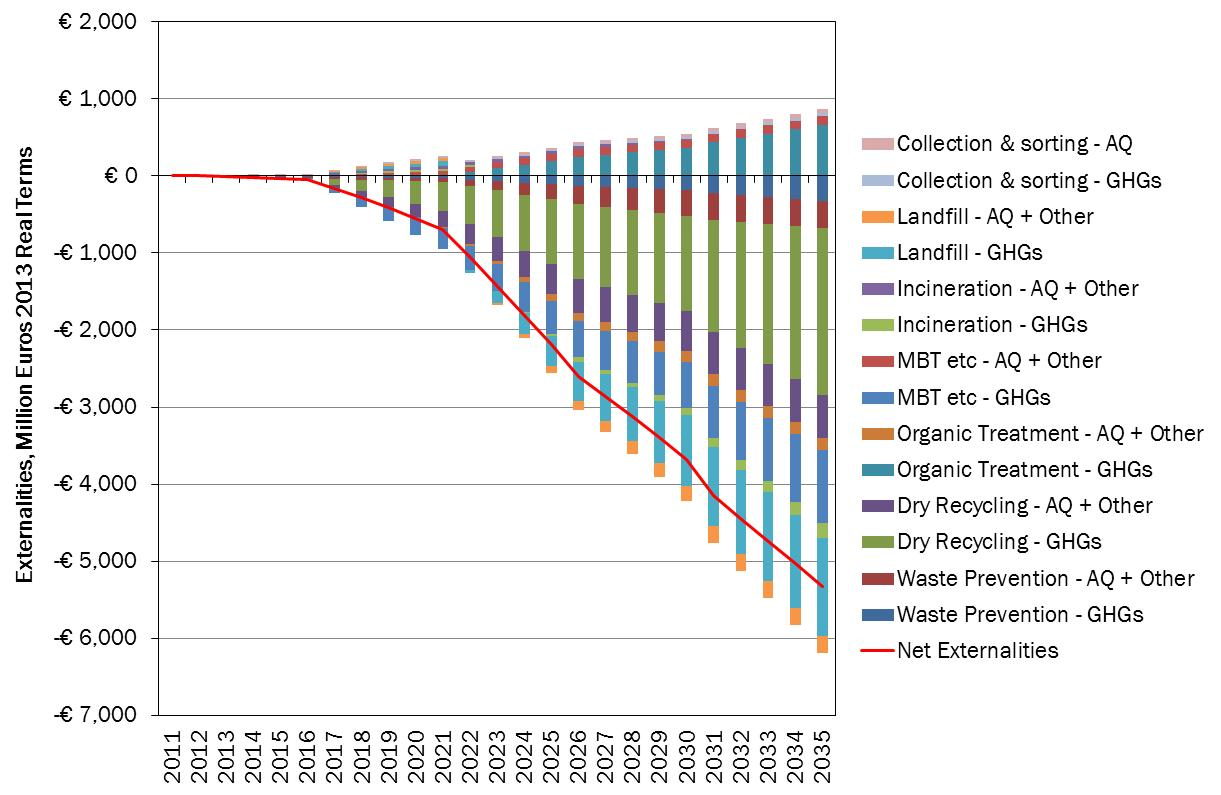 Externalities, Million Euros 2013 Real Terms
€ 2,000
€ 1,000
€ 0
-€ 1,000
-€ 2,000
-€ 3,000
-€ 4,000
-€ 5,000
-€ 6,000
-€ 7,000
2011 2012 2013 2014 2015 2016 2017 2018 2019 2020 2021 2022 2023 2024 2025 2026 2027 2028 2029 2030 2031 2032 2033 2034 2035
Collection & sorting - AQ
Collection & sorting - GHGs
Landfill - AQ + Other
Landfill - GHGs
Incineration - AQ + Other
Incineration - GHGs
MBT etc - AQ + Other
MBT etc - GHGs
Organic Treatment - AQ + Other
Organic Treatment - GHGs
Dry Recycling - AQ + Other
Dry Recycling - GHGs
Waste Prevention - AQ + Other
Waste Prevention - GHGs
Net Externalities